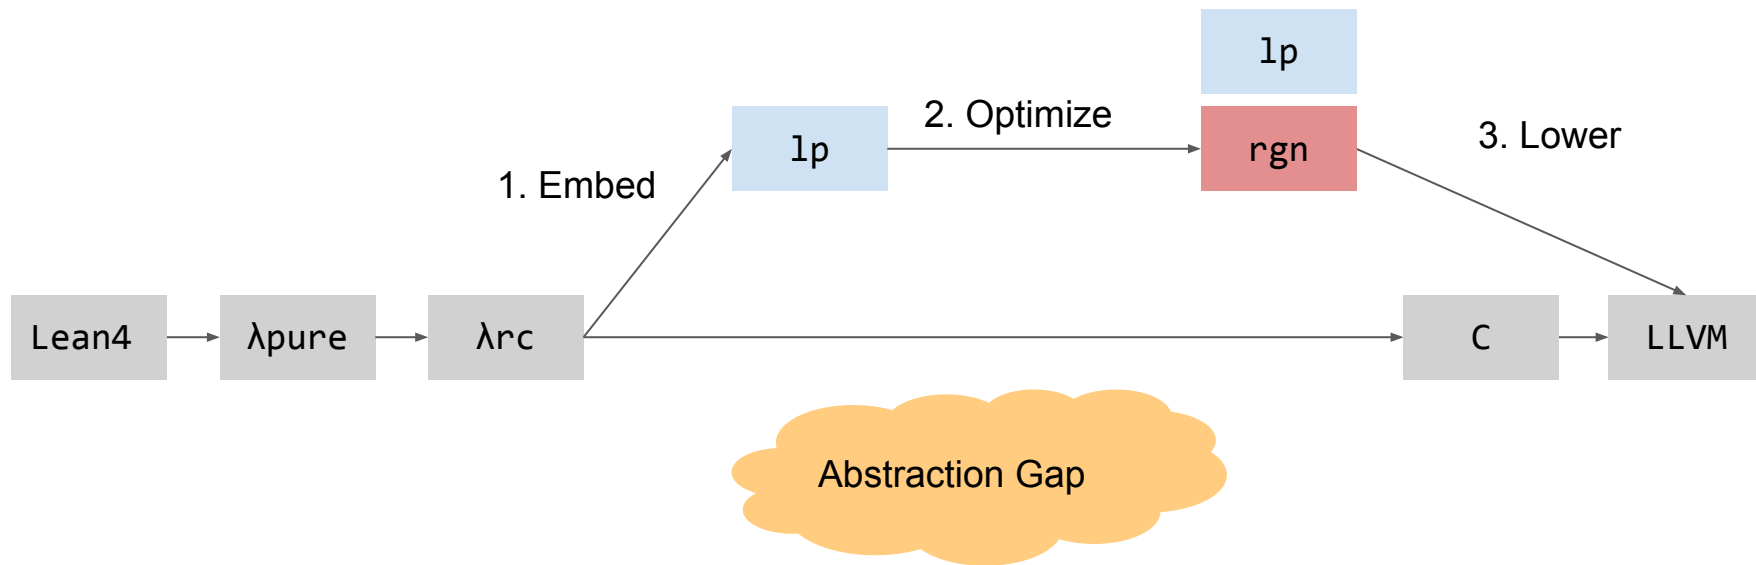 lp
2. Optimize
3. Lower
lp
rgn
1. Embed
Lean4
λpure
λrc
C
LLVM
Abstraction Gap